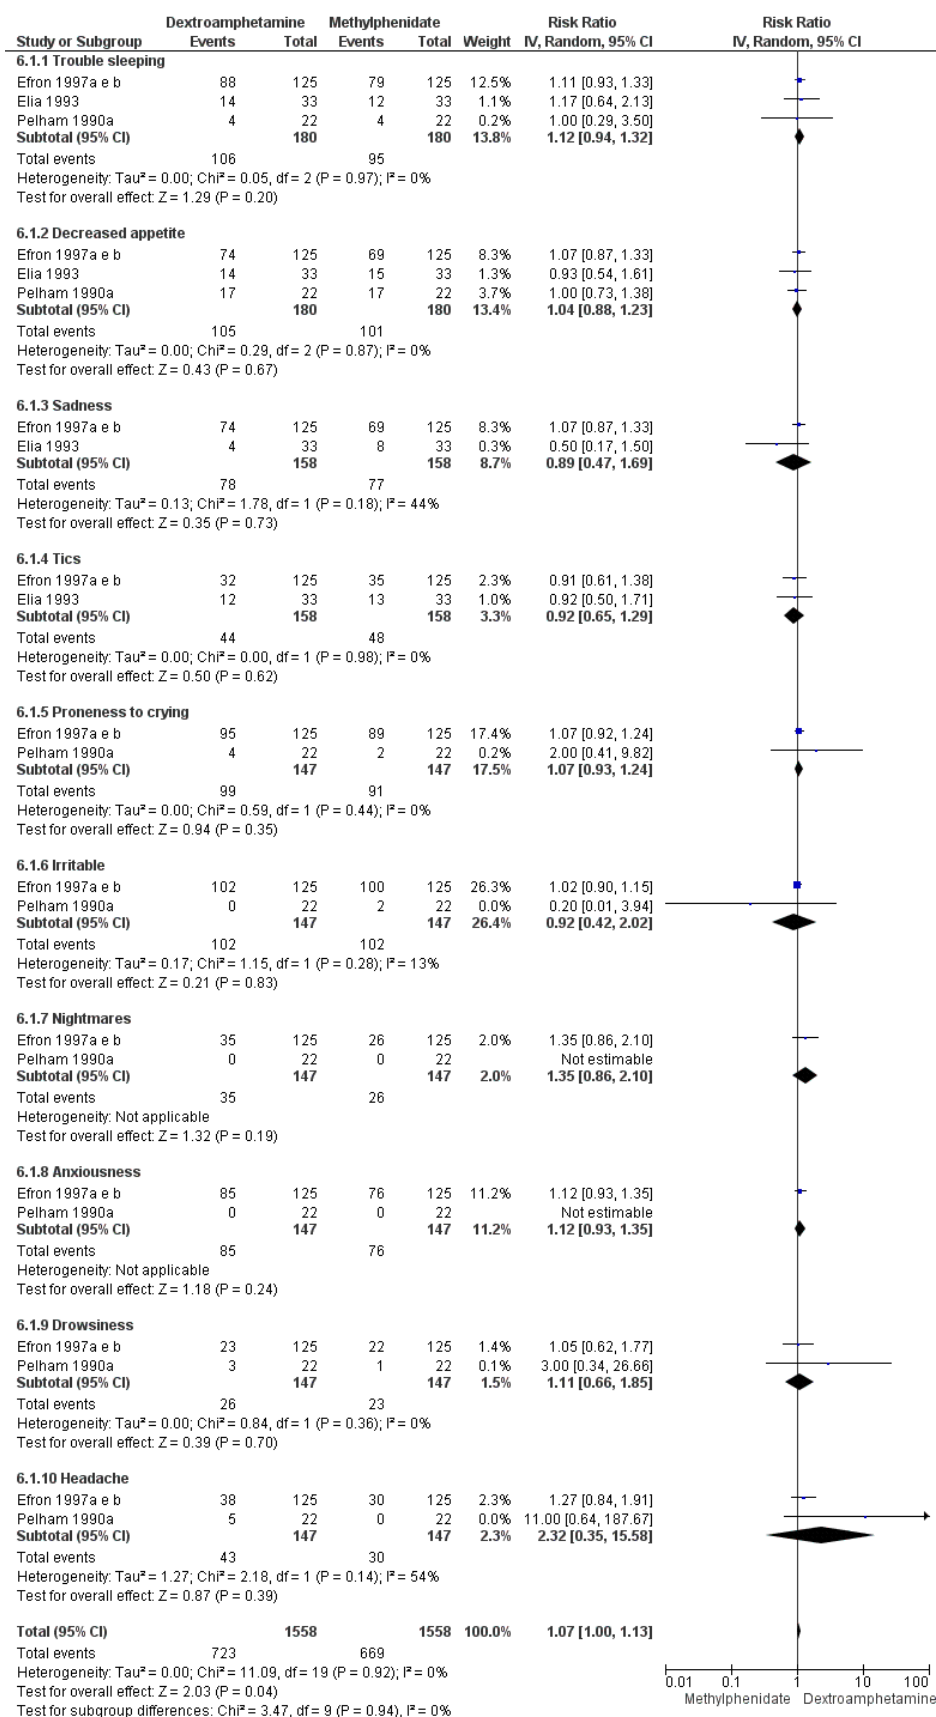 Dextroamphetamine Methylphenidate Risk Ratio Risk Ratio
Study or Subgroup Events Total Events Total Weight IV, Random, 95% CI IV, Random, 95% CI
6.1.1 Trouble sleeping
Efron 1997a e b 88 125 79 125 12.5% 1.11 [0.93, 1.33]
Elia 1993 14 33 12 33 1.1% 1.17 [0.64, 2.13]
Pelham 1990a 4 22 4 22 0.2% 1.00 [0.29, 3.50]
Subtotal (95% CI) 180 180 13.8% 1.12 [0.94, 1.32]
Total events 106 95
Heterogeneity: Tau² = 0.00; Chi² = 0.05, df = 2 (P = 0.97); I² = 0%
Test for overall effect: Z = 1.29 (P = 0.20)
6.1.2 Decreased appetite
Efron 1997a e b 74 125 69 125 8.3% 1.07 [0.87, 1.33]
Elia 1993 14 33 15 33 1.3% 0.93 [0.54, 1.61]
Pelham 1990a 17 22 17 22 3.7% 1.00 [0.73, 1.38]
Subtotal (95% CI) 180 180 13.4% 1.04 [0.88, 1.23]
Total events 105 101
Heterogeneity: Tau² = 0.00; Chi² = 0.29, df = 2 (P = 0.87); I² = 0%
Test for overall effect: Z = 0.43 (P = 0.67)
6.1.3 Sadness
Efron 1997a e b 74 125 69 125 8.3% 1.07 [0.87, 1.33]
Elia 1993 4 33 8 33 0.3% 0.50 [0.17, 1.50]
Subtotal (95% CI) 158 158 8.7% 0.89 [0.47, 1.69]
Total events 78 77
Heterogeneity: Tau² = 0.13; Chi² = 1.78, df = 1 (P = 0.18); I² = 44%
Test for overall effect: Z = 0.35 (P = 0.73)
6.1.4 Tics
Efron 1997a e b 32 125 35 125 2.3% 0.91 [0.61, 1.38]
Elia 1993 12 33 13 33 1.0% 0.92 [0.50, 1.71]
Subtotal (95% CI) 158 158 3.3% 0.92 [0.65, 1.29]
Total events 44 48
Heterogeneity: Tau² = 0.00; Chi² = 0.00, df = 1 (P = 0.98); I² = 0%
Test for overall effect: Z = 0.50 (P = 0.62)
6.1.5 Proneness to crying
Efron 1997a e b 95 125 89 125 17.4% 1.07 [0.92, 1.24]
Pelham 1990a 4 22 2 22 0.2% 2.00 [0.41, 9.82]
Subtotal (95% CI) 147 147 17.5% 1.07 [0.93, 1.24]
Total events 99 91
Heterogeneity: Tau² = 0.00; Chi² = 0.59, df = 1 (P = 0.44); I² = 0%
Test for overall effect: Z = 0.94 (P = 0.35)
6.1.6 Irritable
Efron 1997a e b 102 125 100 125 26.3% 1.02 [0.90, 1.15]
Pelham 1990a 0 22 2 22 0.0% 0.20 [0.01, 3.94]
Subtotal (95% CI) 147 147 26.4% 0.92 [0.42, 2.02]
Total events 102 102
Heterogeneity: Tau² = 0.17; Chi² = 1.15, df = 1 (P = 0.28); I² = 13%
Test for overall effect: Z = 0.21 (P = 0.83)
6.1.7 Nightmares
Efron 1997a e b 35 125 26 125 2.0% 1.35 [0.86, 2.10]
Pelham 1990a 0 22 0 22 Not estimable
Subtotal (95% CI) 147 147 2.0% 1.35 [0.86, 2.10]
Total events 35 26
Heterogeneity: Not applicable
Test for overall effect: Z = 1.32 (P = 0.19)
6.1.8 Anxiousness
Efron 1997a e b 85 125 76 125 11.2% 1.12 [0.93, 1.35]
Pelham 1990a 0 22 0 22 Not estimable
Subtotal (95% CI) 147 147 11.2% 1.12 [0.93, 1.35]
Total events 85 76
Heterogeneity: Not applicable
Test for overall effect: Z = 1.18 (P = 0.24)
6.1.9 Drowsiness
Efron 1997a e b 23 125 22 125 1.4% 1.05 [0.62, 1.77]
Pelham 1990a 3 22 1 22 0.1% 3.00 [0.34, 26.66]
Subtotal (95% CI) 147 147 1.5% 1.11 [0.66, 1.85]
Total events 26 23
Heterogeneity: Tau² = 0.00; Chi² = 0.84, df = 1 (P = 0.36); I² = 0%
Test for overall effect: Z = 0.39 (P = 0.70)
6.1.10 Headache
Efron 1997a e b 38 125 30 125 2.3% 1.27 [0.84, 1.91]
Pelham 1990a 5 22 0 22 0.0% 11.00 [0.64, 187.67]
Subtotal (95% CI) 147 147 2.3% 2.32 [0.35, 15.58]
Total events 43 30
Heterogeneity: Tau² = 1.27; Chi² = 2.18, df = 1 (P = 0.14); I² = 54%
Test for overall effect: Z = 0.87 (P = 0.39)
Total (95% CI) 1558 1558 100.0% 1.07 [1.00, 1.13]
Total events 723 669
Heterogeneity: Tau² = 0.00; Chi² = 11.09, df = 19 (P = 0.92); I² = 0%
Test for overall effect: Z = 2.03 (P = 0.04)
Test for subgroup differences: Chi² = 3.47, df = 9 (P = 0.94), I² = 0%
0.01 0.1 1 10 100
Methylphenidate Dextroamphetamine